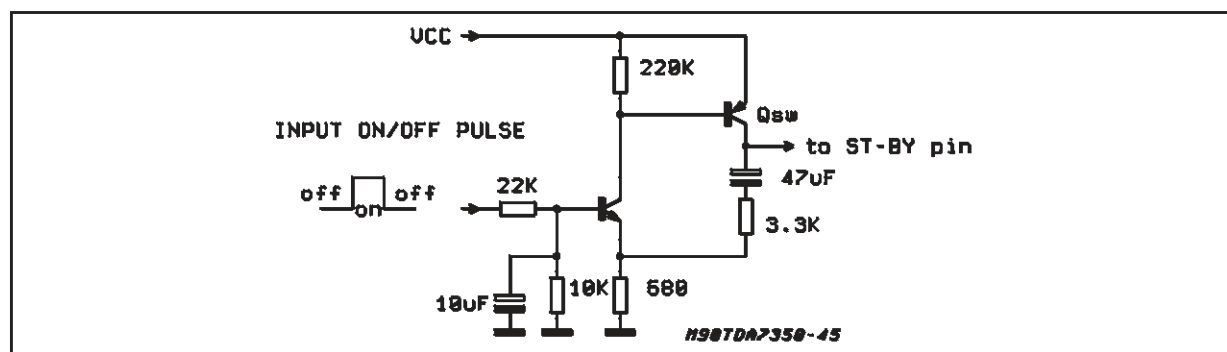 VCC
220K
Qsw
INPUT ON/OFF PULSE
to ST-BY pin
47uF
off on off
22K
3.3K
10uF
10K
680
M90TDA7350-45